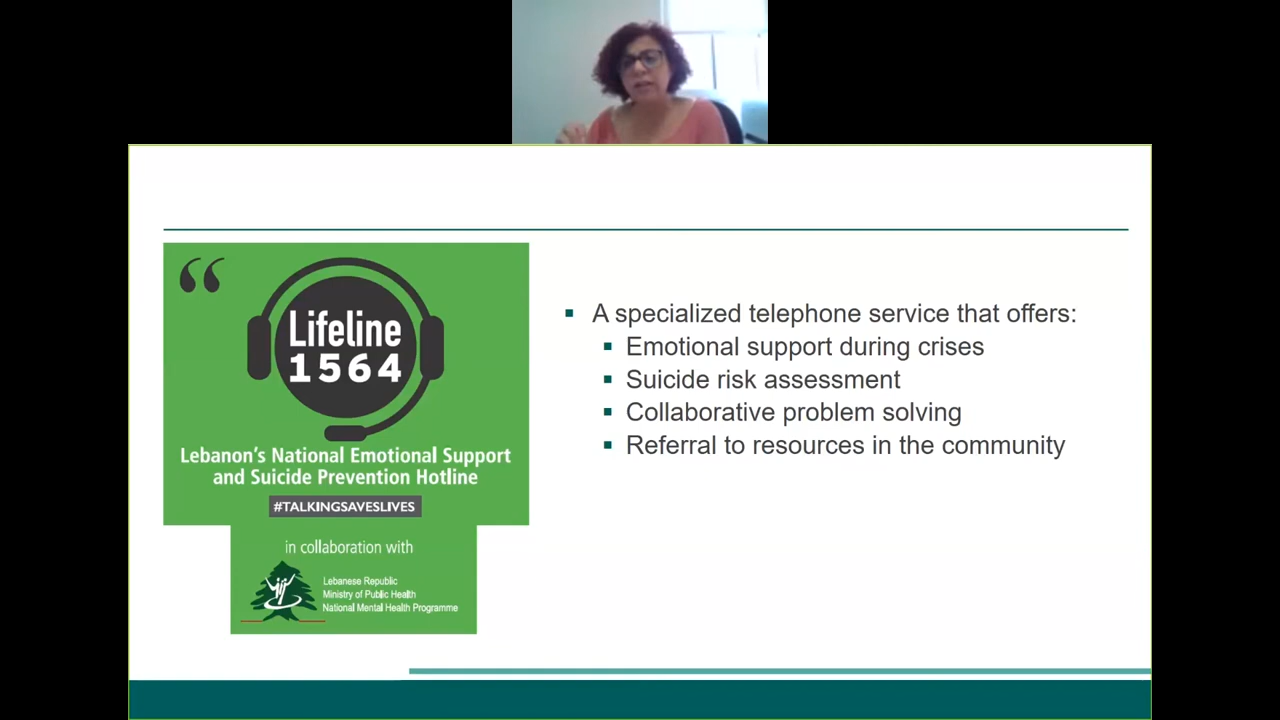 Lifeline
1564
Lebanon's National Emotional Support
and Suicide Prevention Hotline
#TALKINGSAVESLIVES
in collaboration with
Lebanese Republic
Ministry of Public Health
National Mental Health Programme
A specialized telephone service that offers:
Emotional support during crises
Suicide risk assessment
Collaborative problem solving
Referral to resources in the community